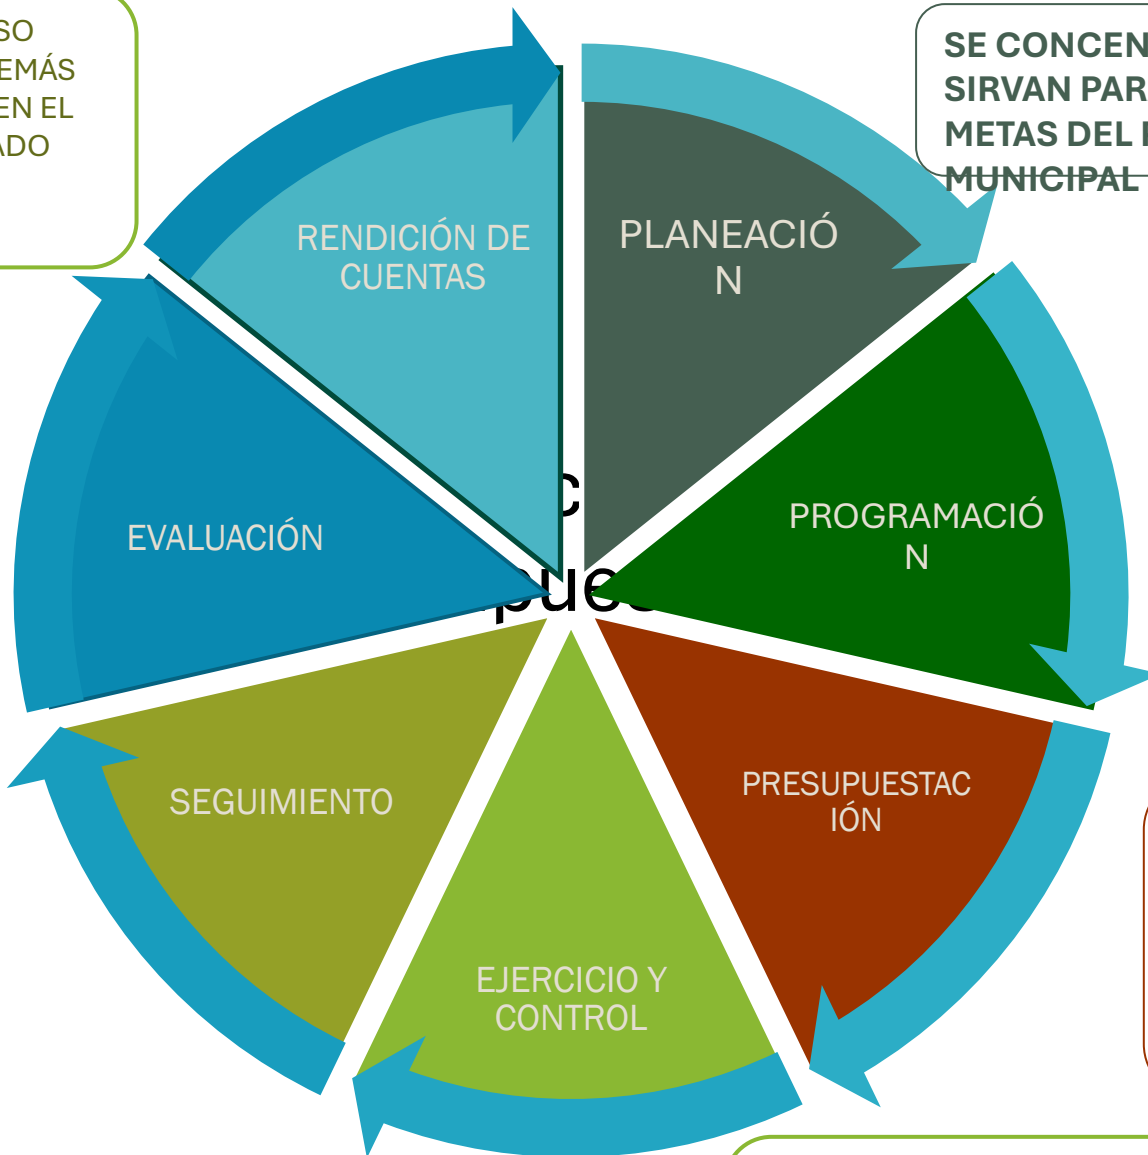 SO
EMÁS
EN EL
ADO
SE CONCEN
SIRVAN PAR
METAS DEL
MUNICIPAL
RENDICIÓN DE
CUENTAS
PLANEACIÓ
N
EVALUACIÓN
c
pues
PROGRAMACIÓ
N
SEGUIMIENTO
PRESUPUESTAC
IÓN
EJERCICIO Y
CONTROL